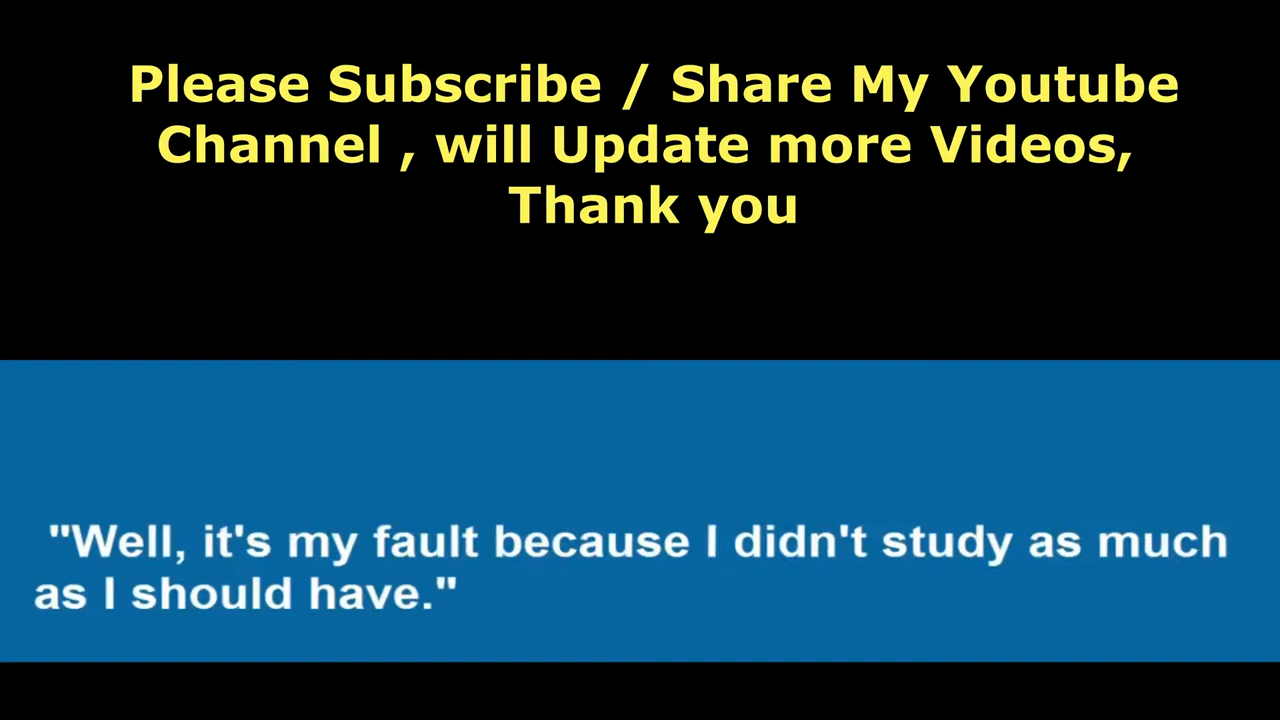 Please Subscribe / Share My Youtube
Channel , will Update more Videos,
Thank you
"Well, it's my fault because I didn't study as much
as I should have."